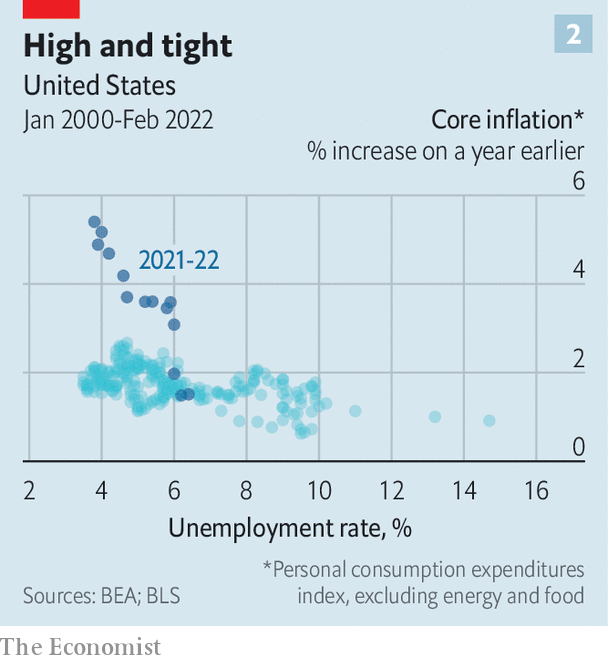 High and tight
2
United States
Jan 2000-Feb 2022
Core inflation*
% increase on a year earlier
6
2021-22
4
2
0
2 4 6 8 10 12 14 16
Unemployment rate, %
*Personal consumption expenditures
index, excluding energy and food
Sources: BEA; BLS
The Economist